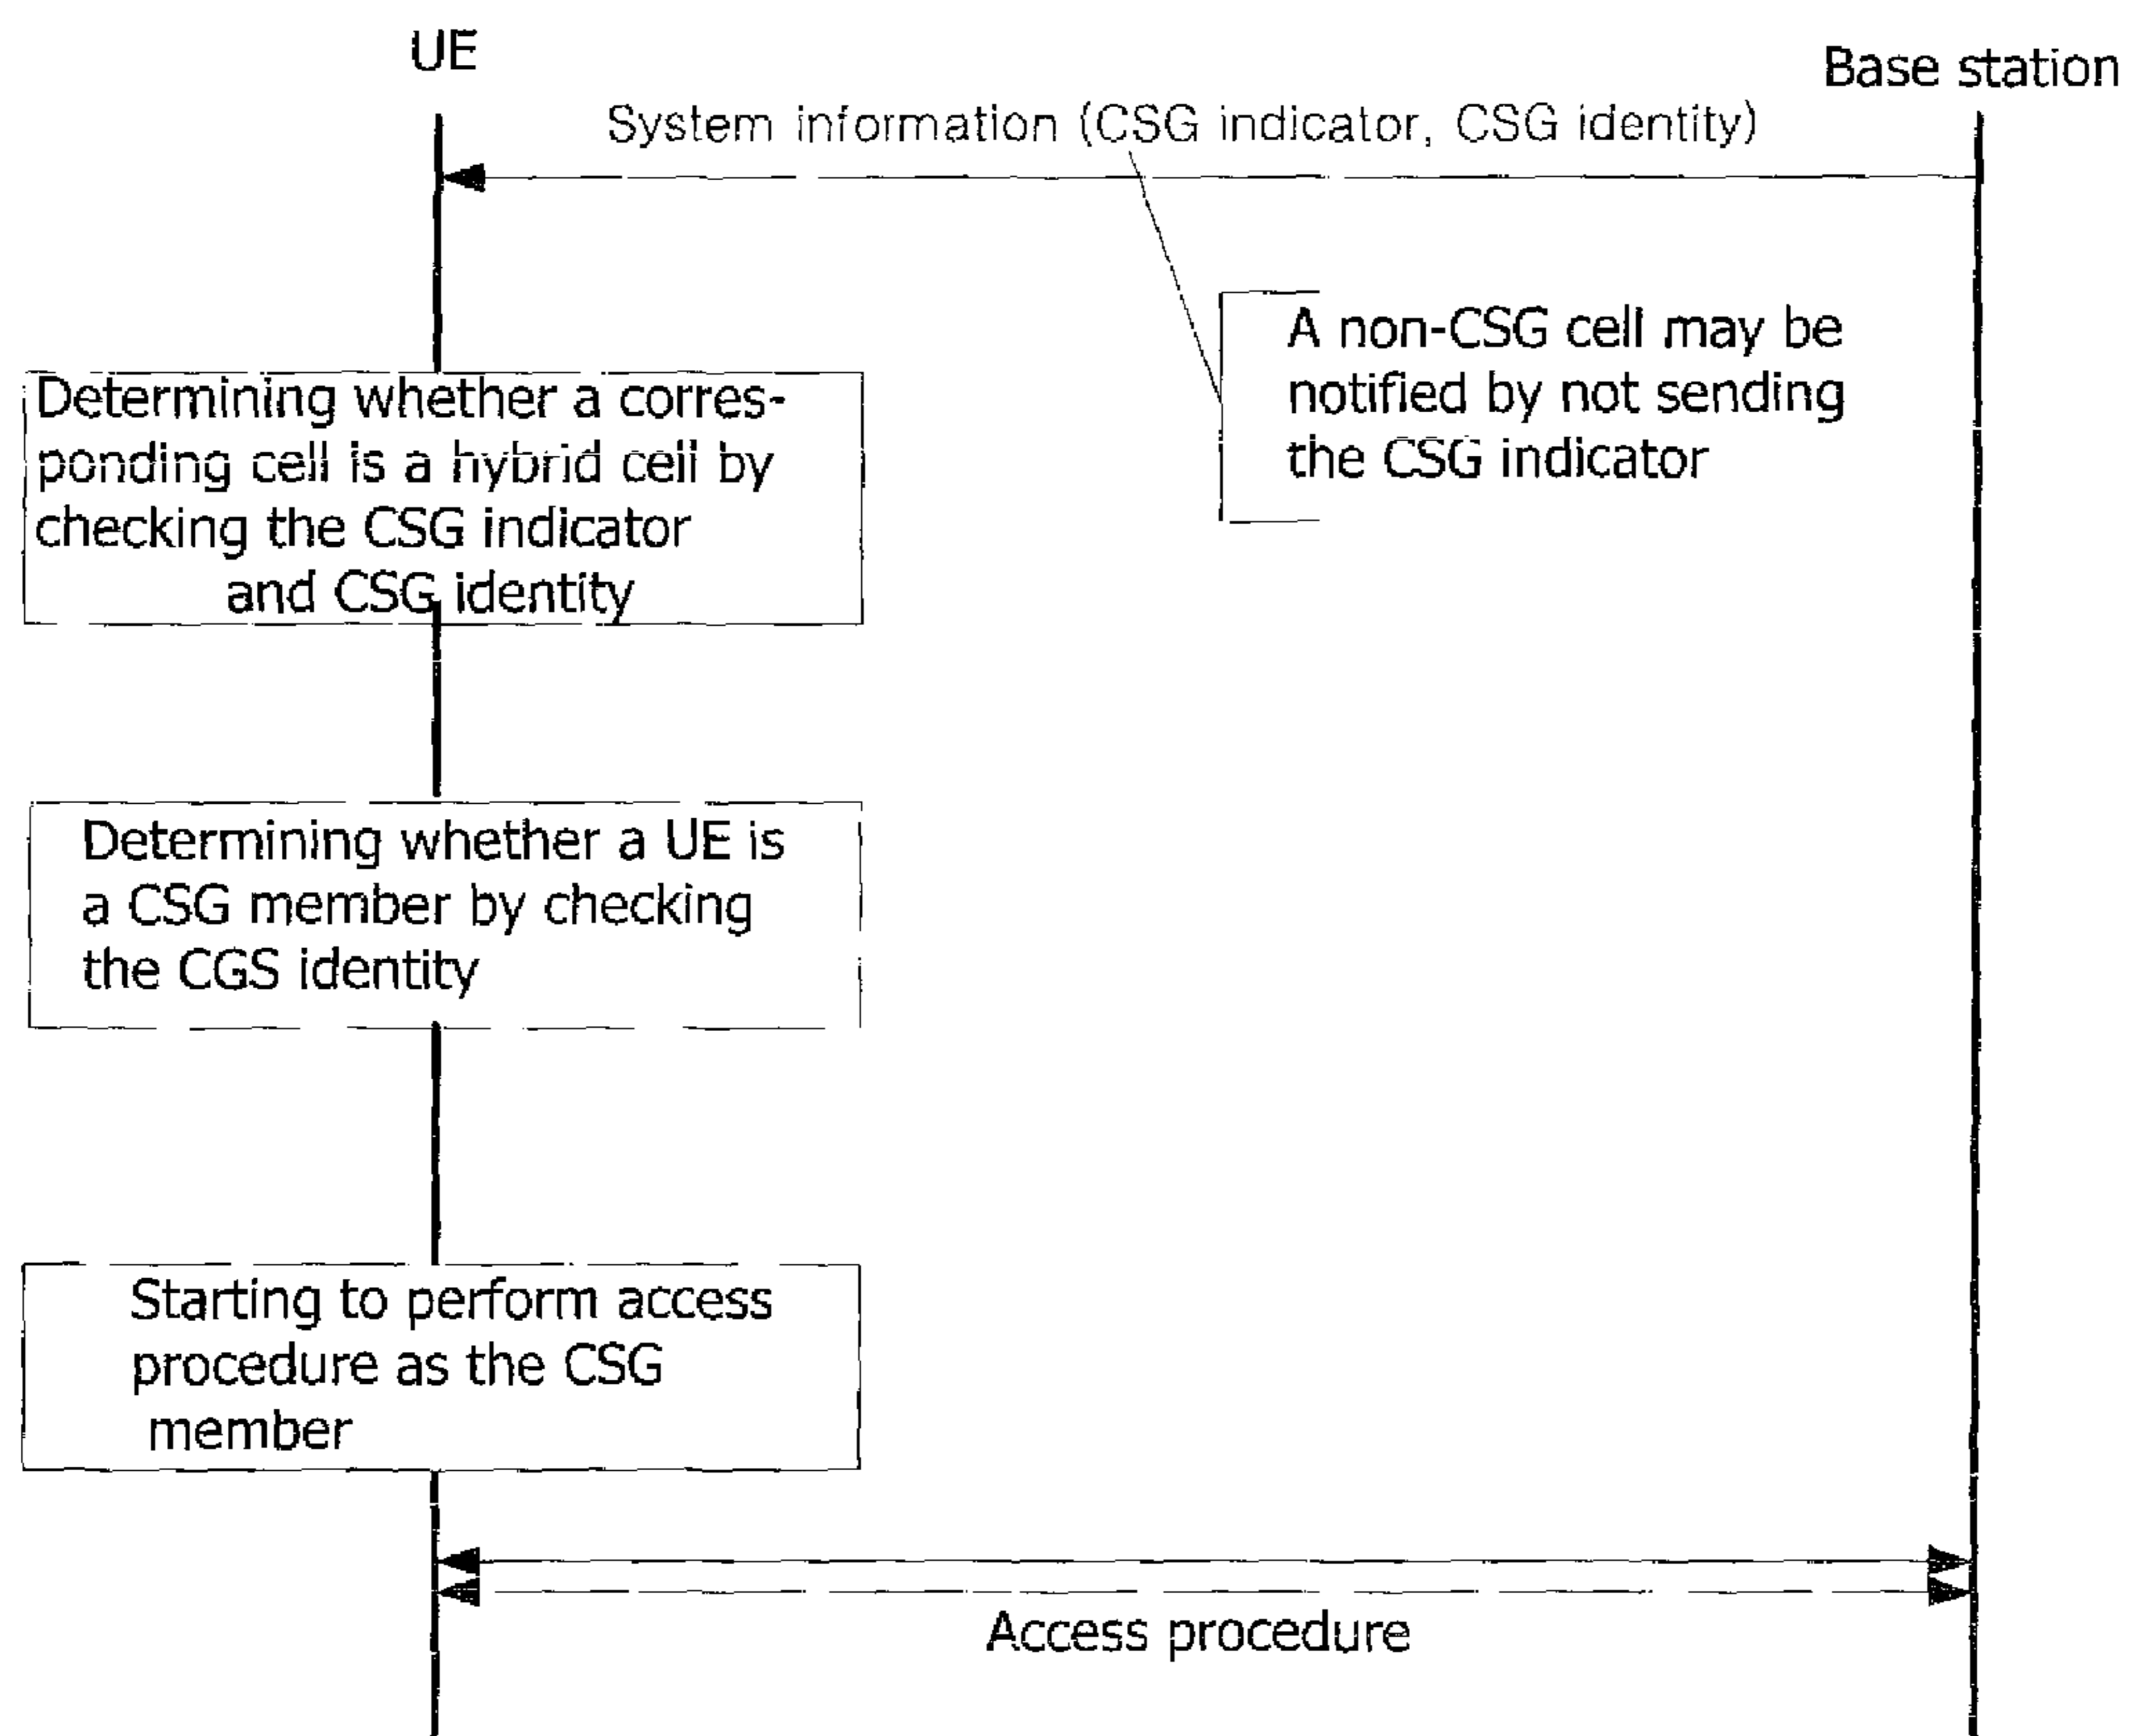 UE
Base station
System information (CSG indicator, CSG identity)
A non-CSG cell may be
notified by not sending
the CSG indicator
Determining whether a corres-
ponding cell is a hybrid cell by
checking the CSG indicator
and CSG identity
Determining whether a UE is
a CSG member by checking
the CGS identity
Starting to perform access
procedure as the CSG
member
Access procedure